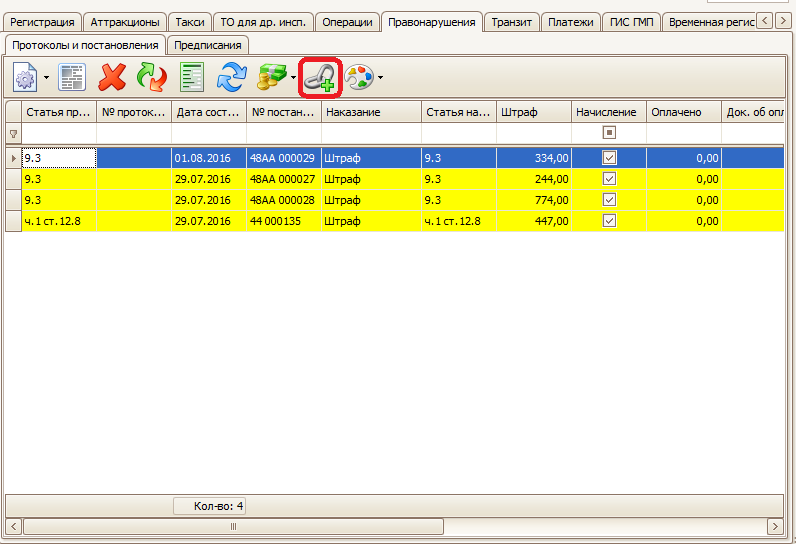 Регистрация Аттракционы Такси ТО для др. инсп. Операции Правонарушения Транзит Платежи ГИС ГМП Временная регис
Протоколы и постановления Предписания
Статья пр... № проток... Дата сост... № постан... Наказание Статья на... Штраф Начисление Оплачено Док. об опл
9.3 01.08.2016 48АА 000029 Штраф 9.3 334,00 0,00
9.3 29.07.2016 48АА 000027 Штраф 9.3 244,00 0,00
9.3 29.07.2016 48АА 000028 Штраф 9.3 774,00 0,00
ч.1 ст.12.8 29.07.2016 44 000135 Штраф ч.1 ст.12.8 447,00 0,00
Кол-во: 4